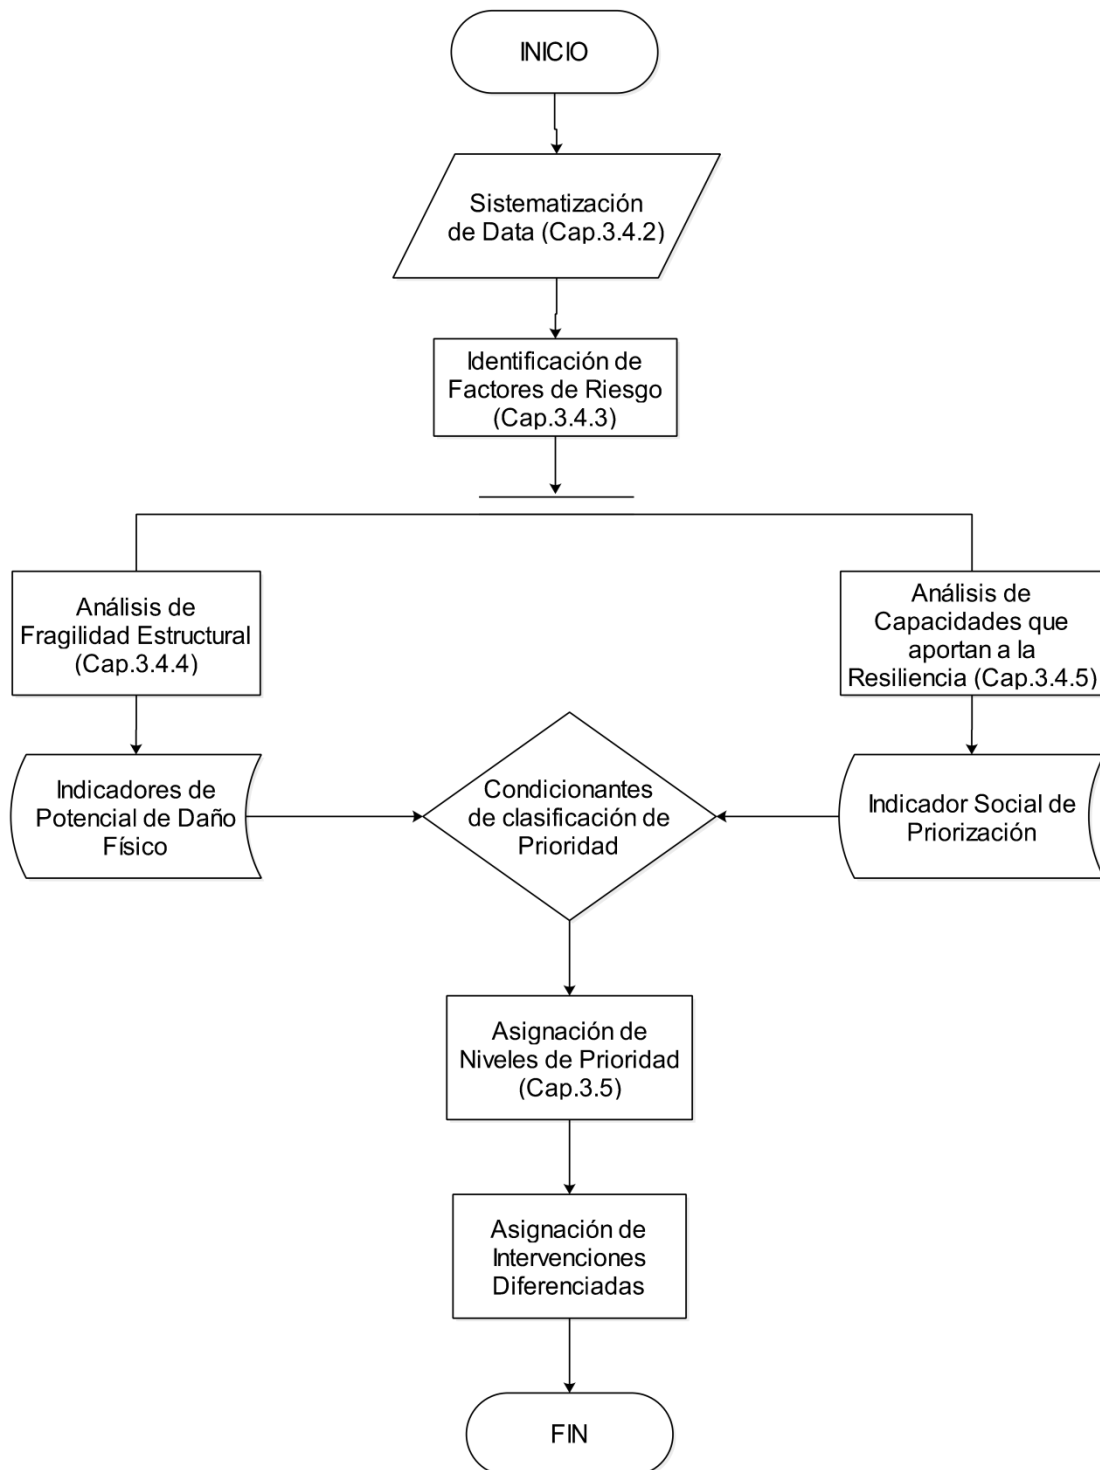 INICIO
Sistematización
de Data (Cap.3.4.2)
Identificación de
Factores de Riesgo
(Cap.3.4.3)
Análisis de
Fragilidad Estructural
(Cap.3.4.4)
Análisis de
Capacidades que
aportan a la
Resiliencia (Cap.3.4.5)
Indicadores de
Potencial de Daño
Físico
Condicionantes
de clasificación de
Prioridad
Indicador Social de
Priorización
Asignación de
Niveles de Prioridad
(Cap.3.5)
Asignación de
Intervenciones
Diferenciadas
FIN